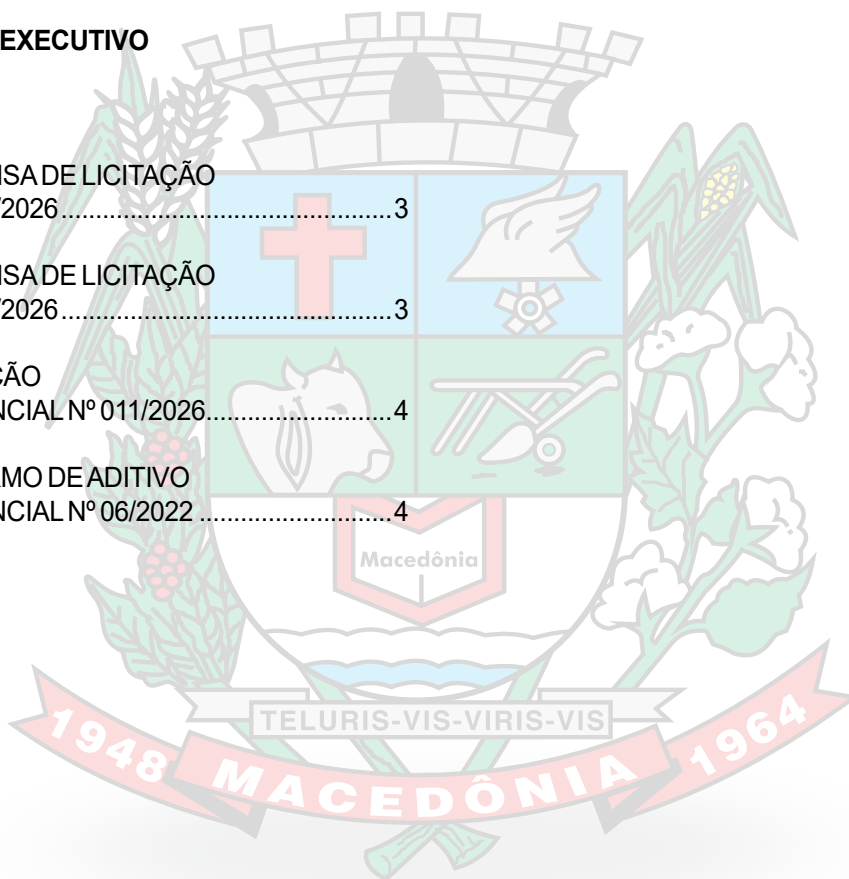 EXECUTIVO
ISA DE LICITAÇÃO
/2026................................................3
ISA DE LICITAÇÃO
/2026................................................3
ÇÃO
NCIAL Nº 011/2026...........................4
AMO DE ADITIVO
NCIAL Nº 06/2022 ............................4
Macedônia
TELURIS-VIS-VIRIS-VIS
1948 MACEDÔNIA 1964